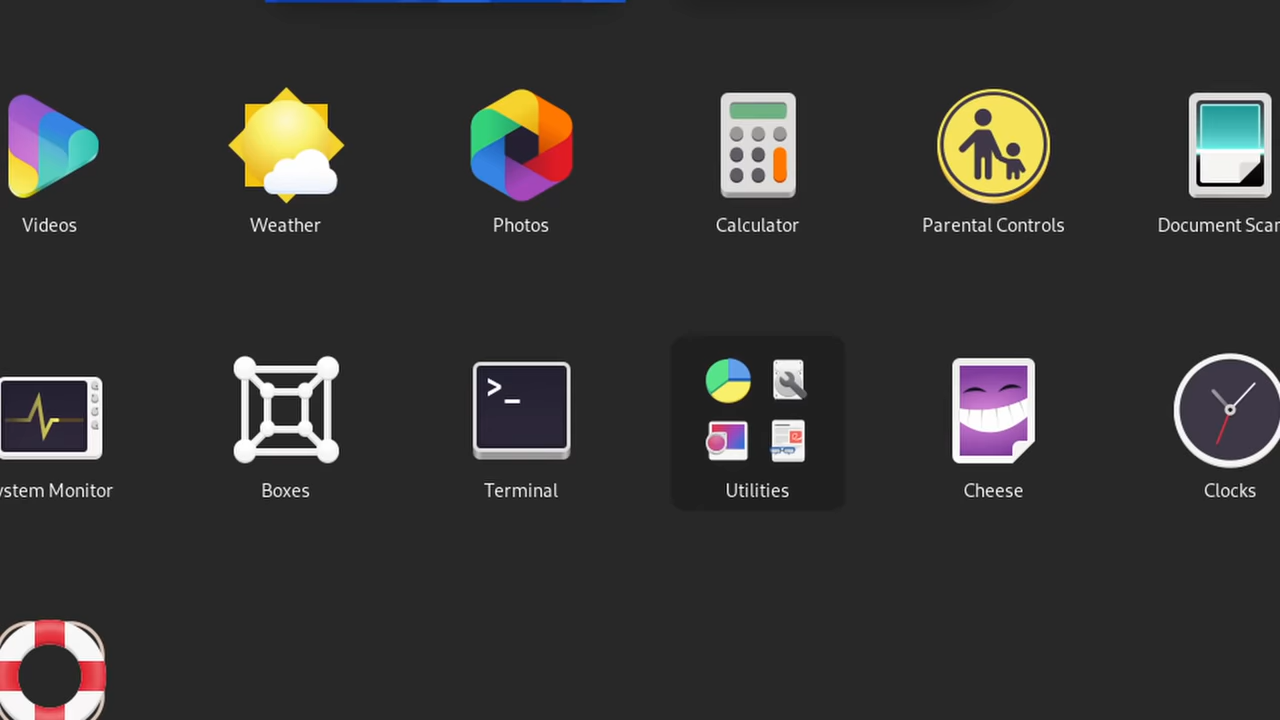 Videos
Weather
Photos
Calculator
Parental Controls
Document Scan
ystem Monitor
Boxes
Terminal
Utilities
Cheese
Clocks